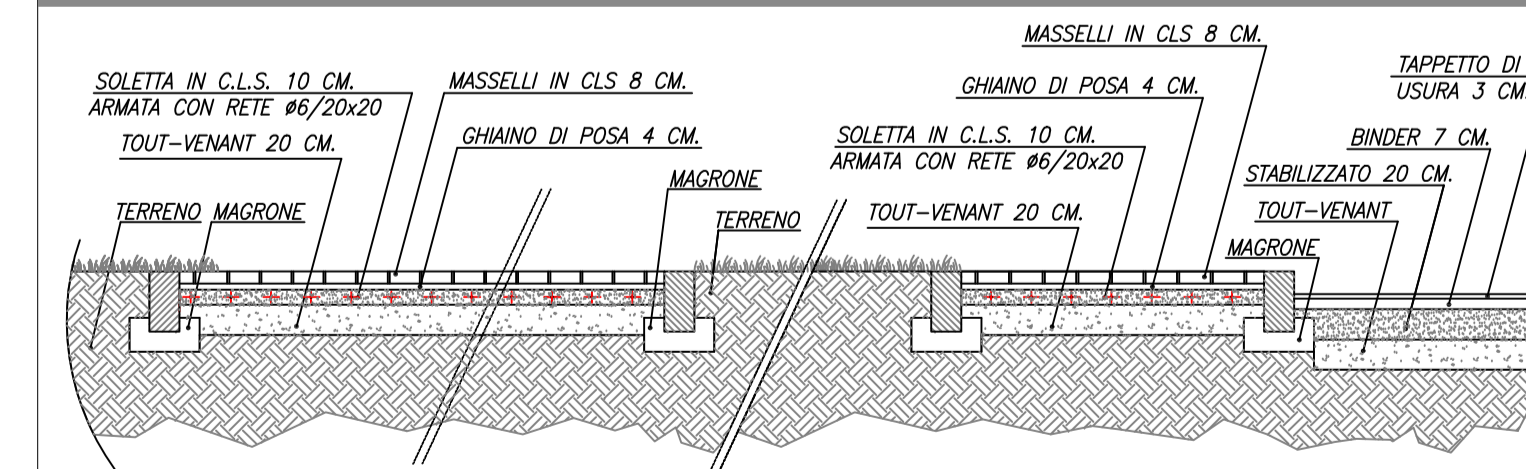 SOLETTA IN C.L.S. 10 CM.
ARMATA CON RETE ø6/20x20
TOUT-VENANT 20 CM.
TERRENO
MAGRONE
MASSELLI IN CLS 8 CM.
GHIAINO DI POSA 4 CM.
MAGRONE
TERRENO
MASSELLI IN CLS 8 CM.
GHIAINO DI POSA 4 CM.
SOLETTA IN C.L.S. 10 CM.
ARMATA CON RETE ø6/20x20
TOUT-VENANT 20 CM.
TAPPETTO DI
USURA 3 CM.
BINDER 7 CM.
STABILIZZATO 20 CM.
TOUT-VENANT
MAGRONE